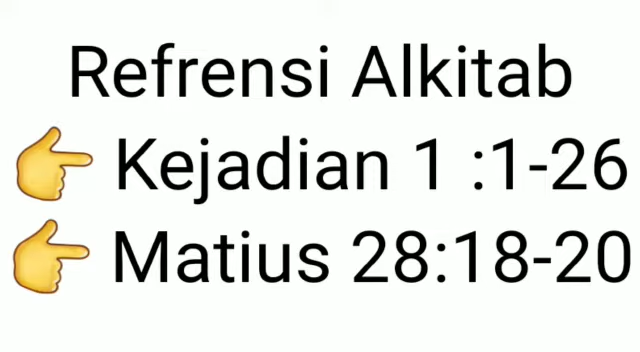 Refrensi Alkitab
👉 Kejadian 1 :1-26
👉 Matius 28:18-20